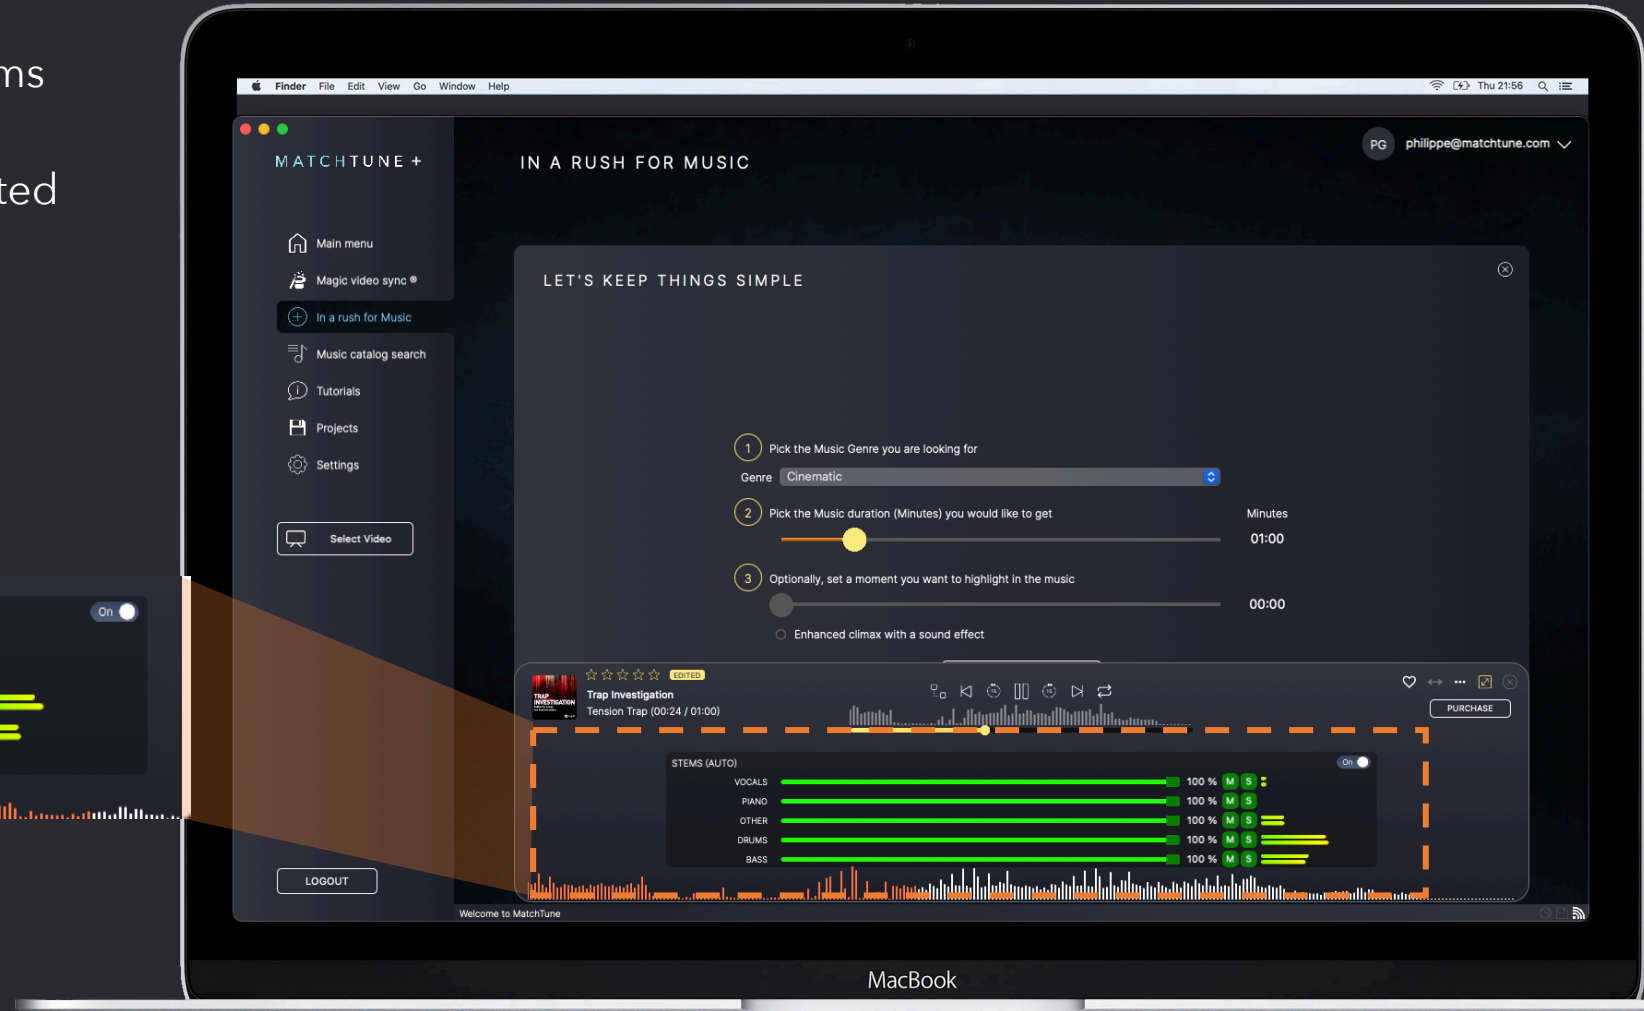 ms
ted
On
Finder File Edit View Go Window Help
Thu 21:56
MATCHTUNE +
IN A RUSH FOR MUSIC
PG philippe@matchtune.com
Main menu
Magic video sync ®
In a rush for Music
Music catalog search
Tutorials
Projects
Settings
Select Video
LOGOUT
LET'S KEEP THINGS SIMPLE
1 Pick the Music Genre you are looking for
Genre Cinematic
2 Pick the Music duration (Minutes) you would like to get Minutes
01:00
3 Optionally, set a moment you want to highlight in the music
00:00
Enhanced climax with a sound effect
TRAP
INVESTIGATION
EDITED
Trap Investigation
Tension Trap (00:24 / 01:00)
15 15
PURCHASE
STEMS (AUTO) On
VOCALS 100 % M S
PIANO 100 % M S
OTHER 100 % M S
DRUMS 100 % M S
BASS 100 % M S
Welcome to MatchTune
MacBook